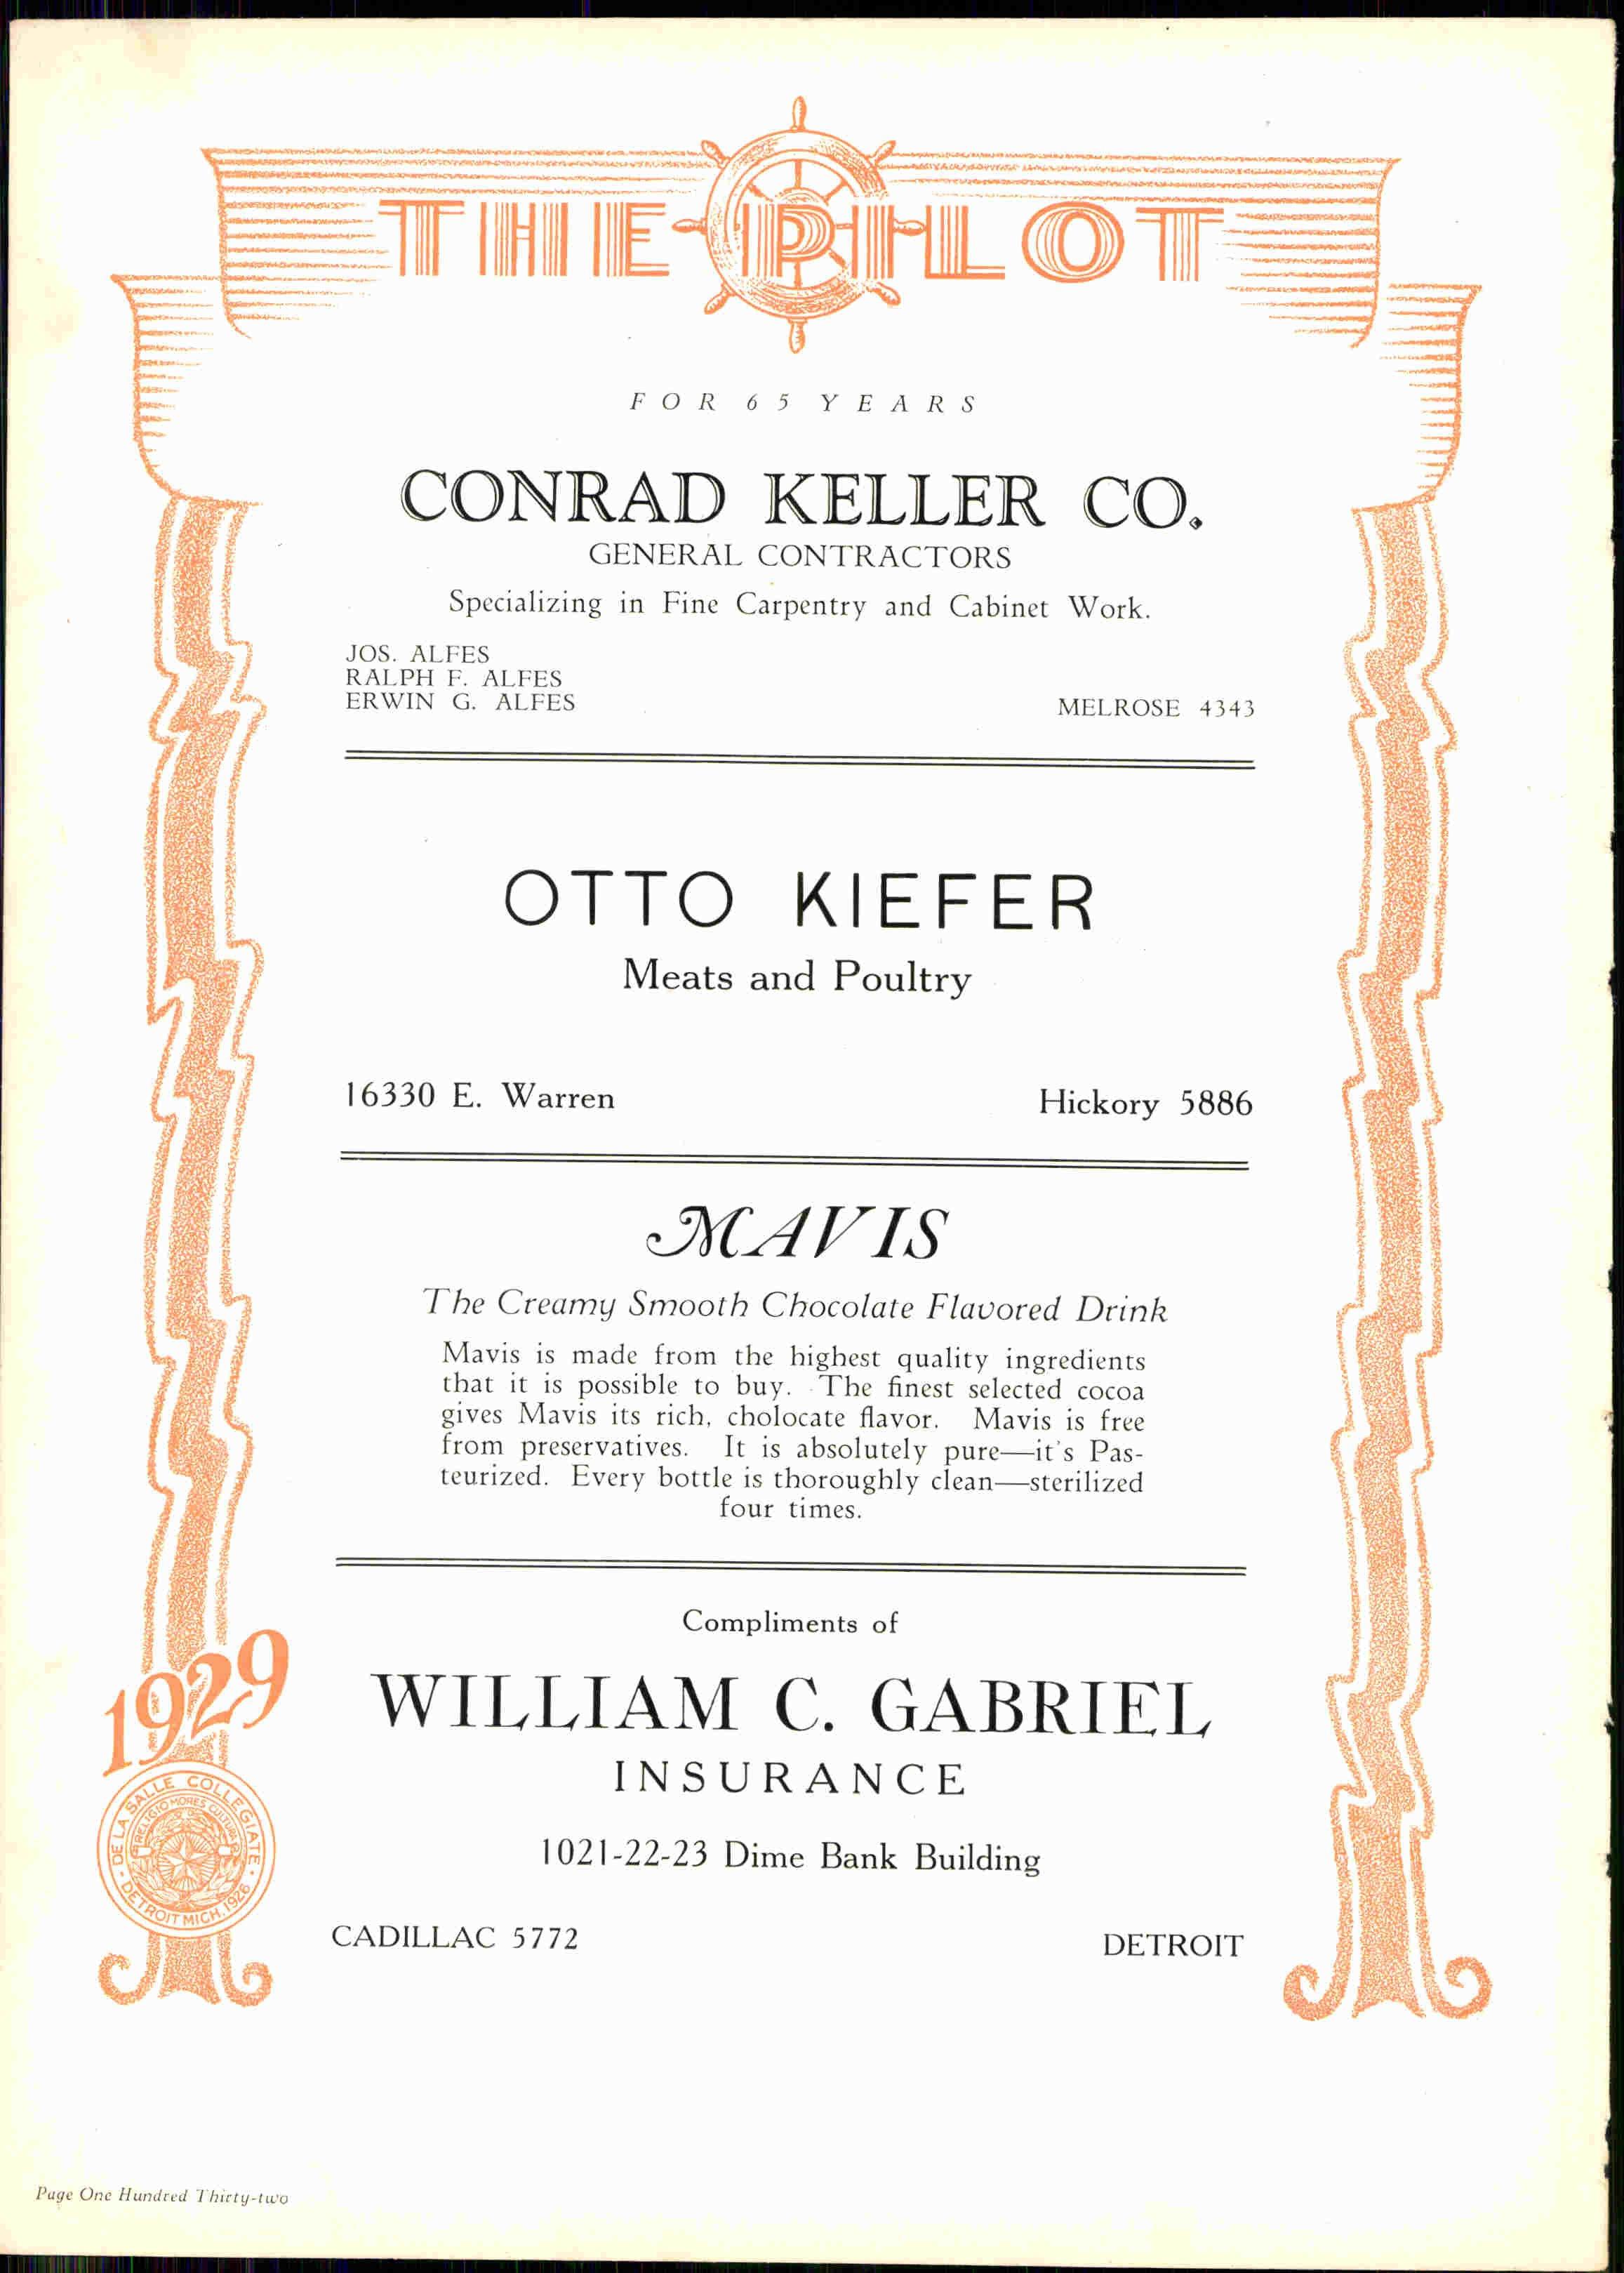 THE PILOT
FOR 65 YEARS
CONRAD KELLER CO.
GENERAL CONTRACTORS
Specializing in Fine Carpentry and Cabinet Work.
JOS. ALFES
RALPH F. ALFES
ERWIN G. ALFES
MELROSE 4343
OTTO KIEFER
Meats and Poultry
16330 E. Warren
Hickory 5886
MAVIS
The Creamy Smooth Chocolate Flavored Drink
Mavis is made from the highest quality ingredients
that it is possible to buy. The finest selected cocoa
gives Mavis its rich, cholocate flavor. Mavis is free
from preservatives. It is absolutely pure—it's Pas-
teurized. Every bottle is thoroughly clean—sterilized
four times.
Compliments of
WILLIAM C. GABRIEL
INSURANCE
1021-22-23 Dime Bank Building
CADILLAC 5772
DETROIT
1929
DE LA SALLE COLLEGIATE
RELIGIO MORES CULTURA
DETROIT MICH. 1926
Page One Hundred Thirty-two